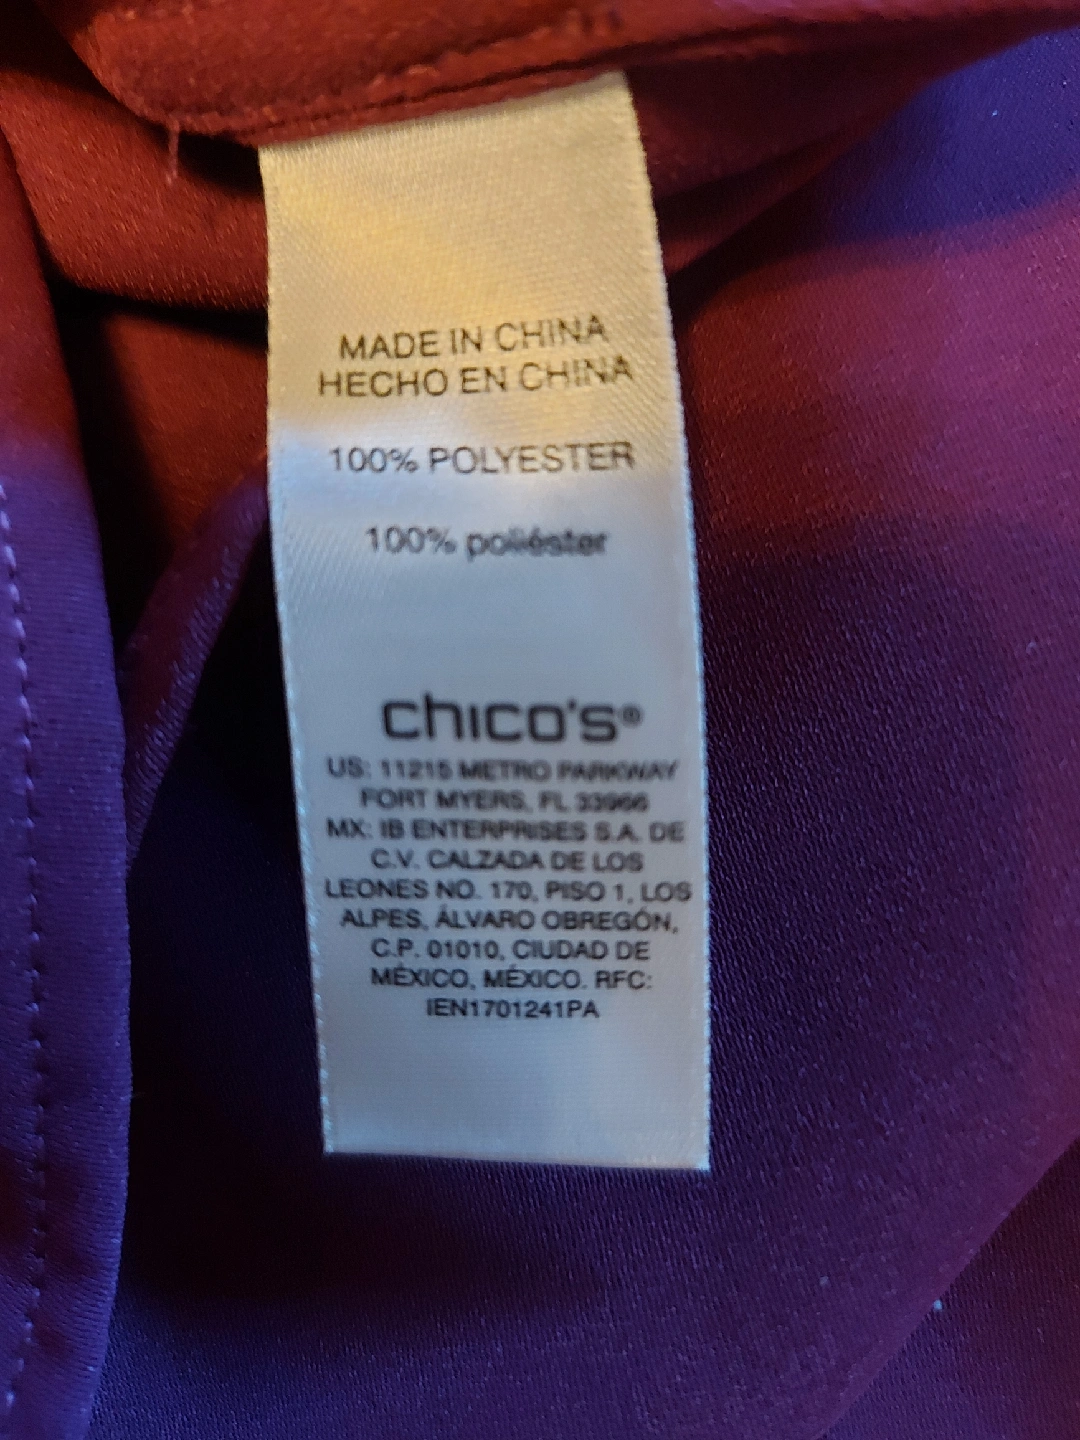 MADE IN CHINA
HECHO EN CHINA
100% POLYESTER
100% poliéster
chico's®
US: 11215 METRO PARKWAY
FORT MYERS, FL 33966
MX: IB ENTERPRISES S.A. DE
C.V. CALZADA DE LOS
LEONES NO. 170, PISO 1, LOS
ALPES, ÁLVARO OBREGÓN,
C.P. 01010, CIUDAD DE
MÉXICO, MÉXICO. RFC:
IEN1701241PA